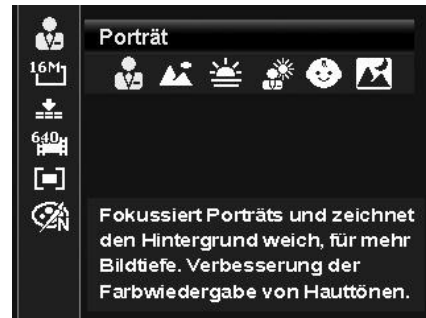 Porträt
16M
640
N
Fokussiert Porträts und zeichnet
den Hintergrund weich, für mehr
Bildtiefe. Verbesserung der
Farbwiedergabe von Hauttönen.